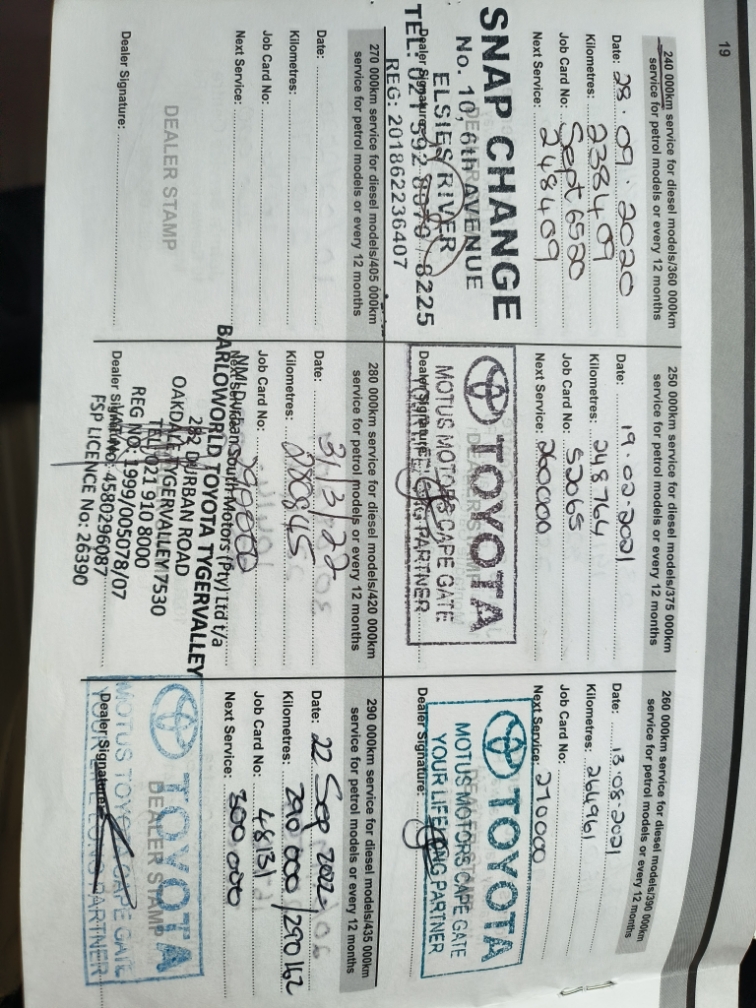 19
240 000km service for diesel models/360 000km
service for petrol models or every 12 months
Date: 28.09.2020
Kilometres: 238409
Job Card No: Sept 6520
Next Service: 248409
SNAP CHANGE
No. 10, 6th AVENUE
ELSIES RIVER
Dealer Signature:
TEL: 021 592 8070 / 8225
REG: 201862236407
250 000km service for diesel models/375 000km
service for petrol models or every 12 months
Date: 19.02.2021
Kilometres: 248764
Job Card No: 52065
Next Service: 260000
TOYOTA
MOTUS MOTORS CAPE GATE
YOUR LIFELONG PARTNER
Dealer Signature:
260 000km service for diesel models/390 000km
service for petrol models or every 12 months
Date: 13.08.2021
Kilometres: 264961
Job Card No:
Next Service: 270000
TOYOTA
MOTUS MOTORS CAPE GATE
YOUR LIFELONG PARTNER
Dealer Signature:
270 000km service for diesel models/405 000km
service for petrol models or every 12 months
Date:
Kilometres:
Job Card No:
Next Service:
DEALER STAMP
Dealer Signature:
280 000km service for diesel models/420 000km
service for petrol models or every 12 months
Date: 31/3/22
Kilometres: 280845
Job Card No:
Next Service: 290000
NMI Durban South Motors (Pty) Ltd t/a
BARLOWORLD TOYOTA TYGERVALLEY
282 DURBAN ROAD
OAKDALE TYGERVALLEY 7530
TEL: 021 910 8000
REG NO: 1999/005078/07
VAT No: 4580296087
Dealer Signature:
FSP LICENCE No: 26390
290 000km service for diesel models/435 000km
service for petrol models or every 12 months
Date: 22 Sep 2022
Kilometres: 290 000 / 290162
Job Card No: 48131
Next Service: 300 000
TOYOTA
DEALER STAMP
MOTUS TOYOTA CAPE GATE
YOUR LIFE LONG PARTNER
Dealer Signature: